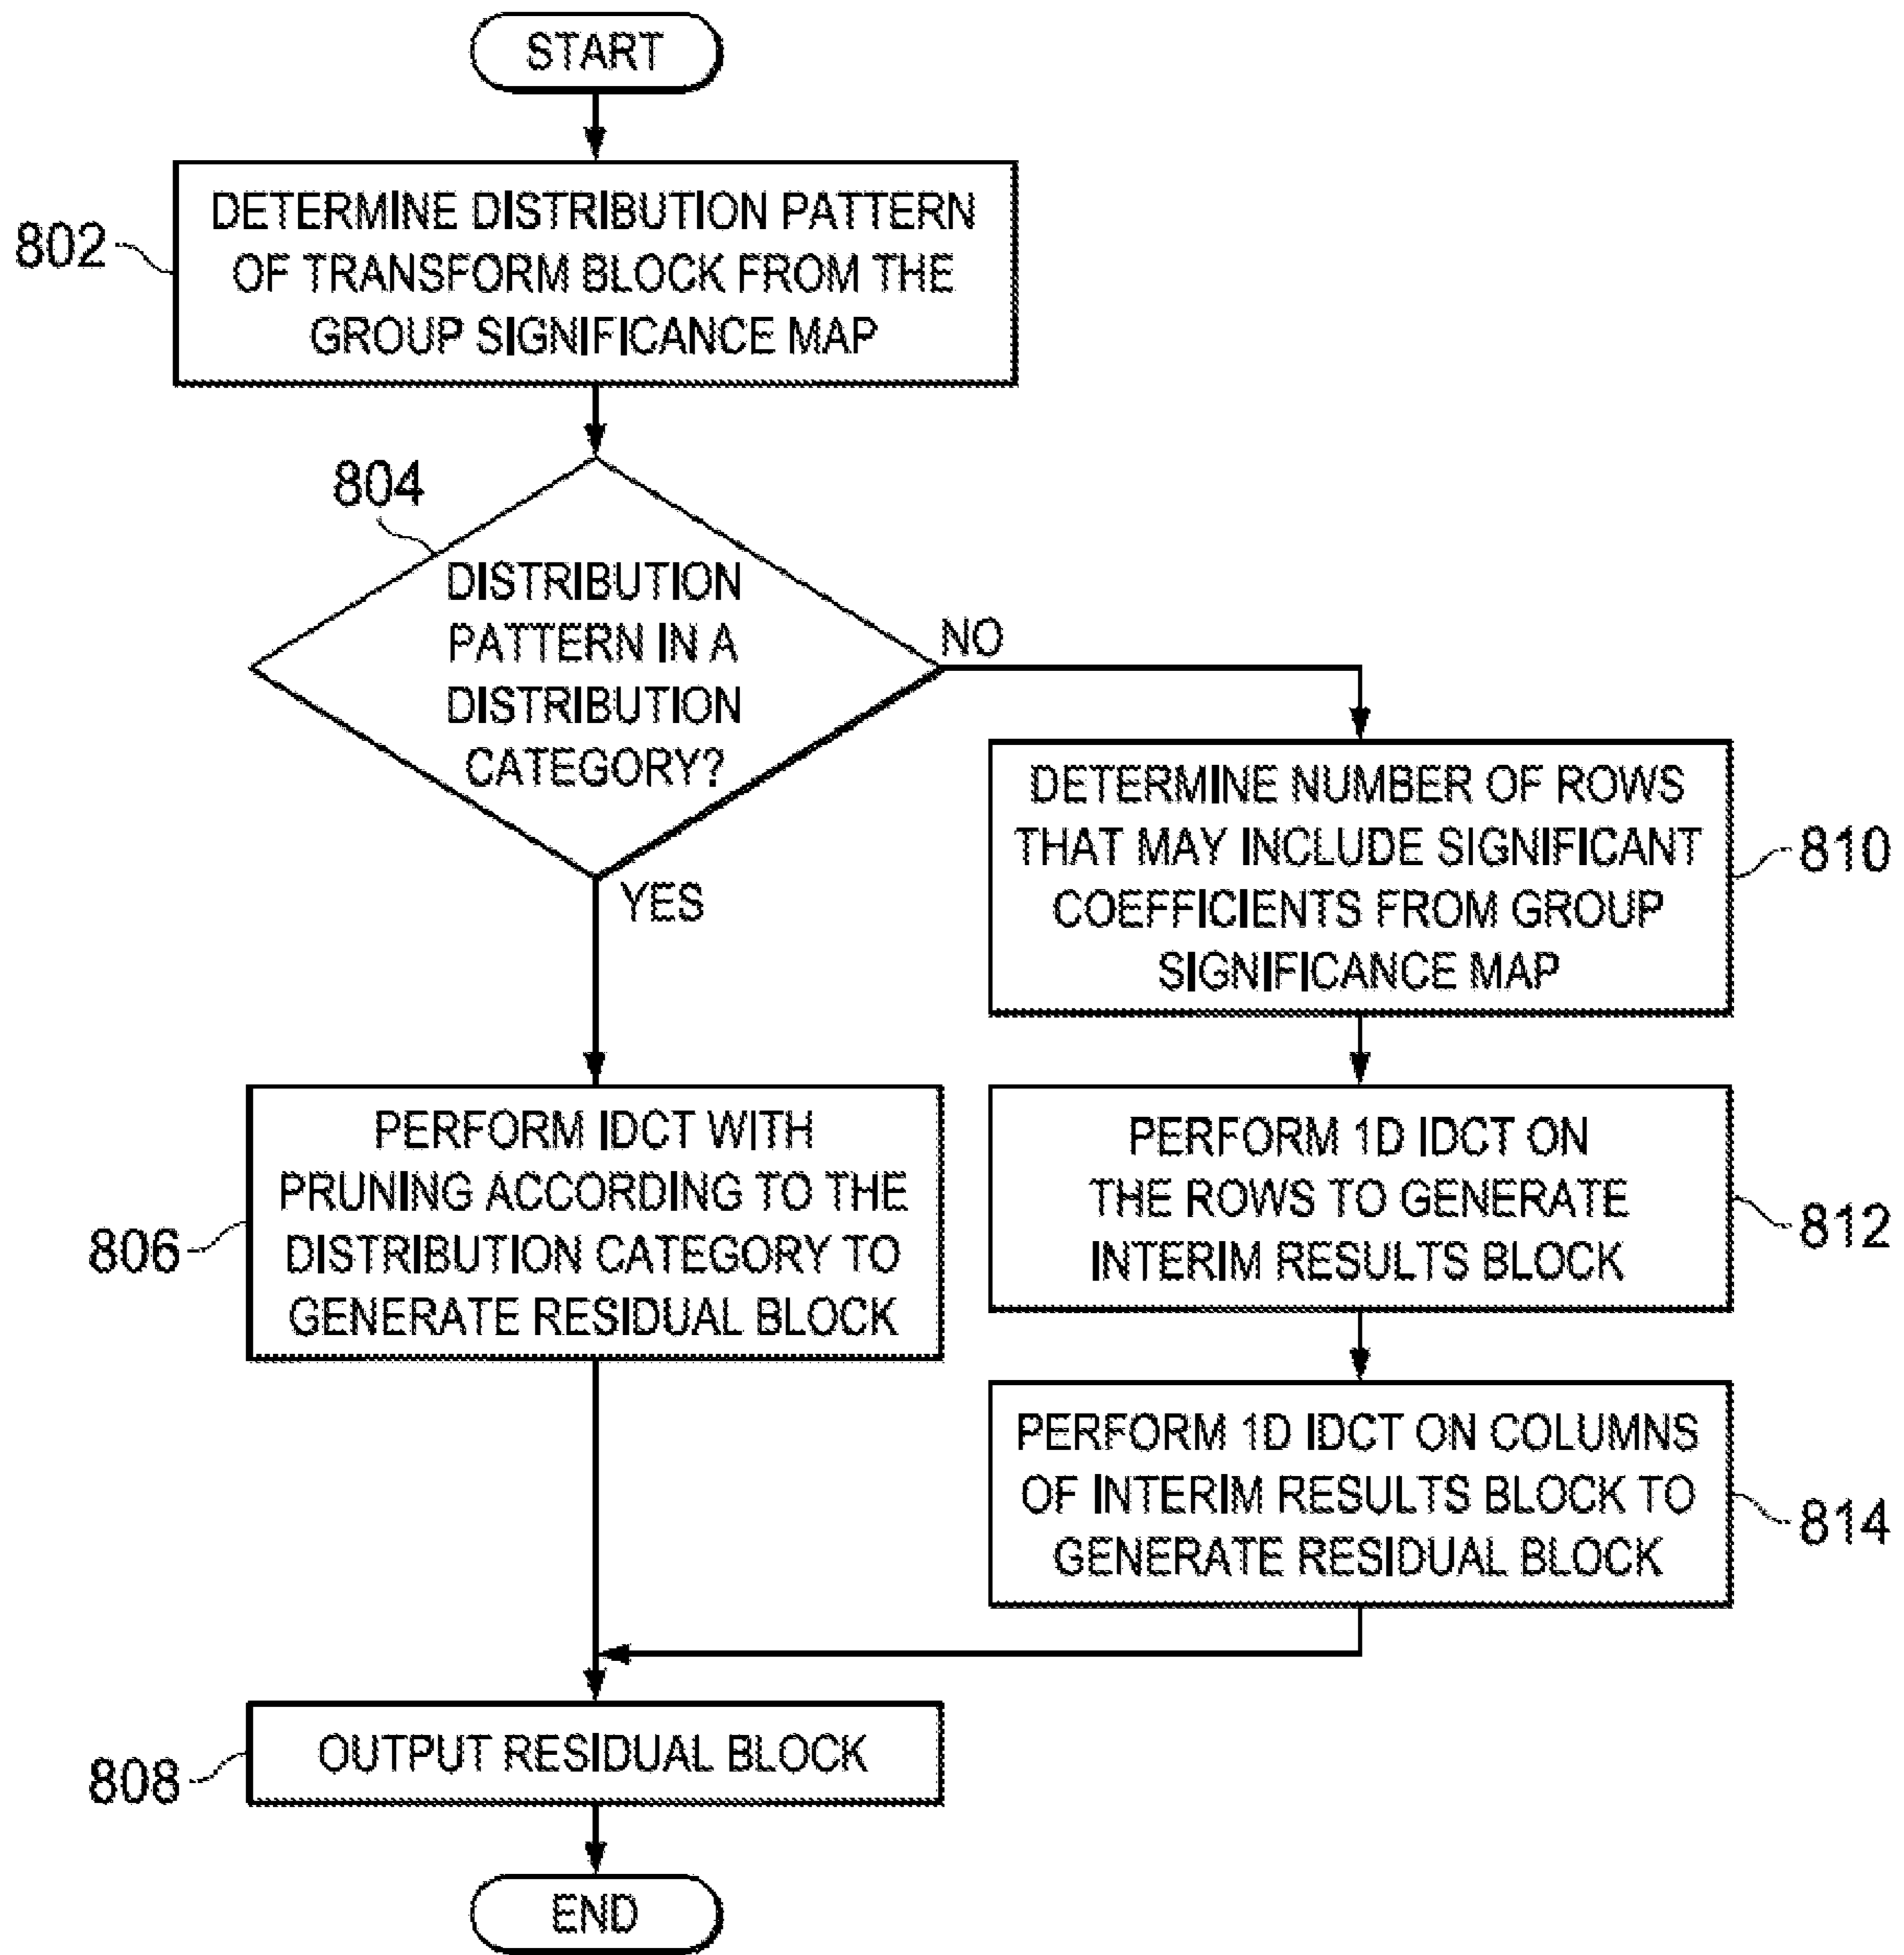 START
802
DETERMINE DISTRIBUTION PATTERN
OF TRANSFORM BLOCK FROM THE
GROUP SIGNIFICANCE MAP
804
DISTRIBUTION
PATTERN IN A
DISTRIBUTION
CATEGORY?
NO
YES
DETERMINE NUMBER OF ROWS
THAT MAY INCLUDE SIGNIFICANT
COEFFICIENTS FROM GROUP
SIGNIFICANCE MAP
810
806
PERFORM IDCT WITH
PRUNING ACCORDING TO THE
DISTRIBUTION CATEGORY TO
GENERATE RESIDUAL BLOCK
PERFORM 1D IDCT ON
THE ROWS TO GENERATE
INTERIM RESULTS BLOCK
812
PERFORM 1D IDCT ON COLUMNS
OF INTERIM RESULTS BLOCK TO
GENERATE RESIDUAL BLOCK
814
808
OUTPUT RESIDUAL BLOCK
END